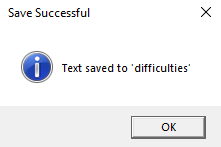 Save Successful
Text saved to 'difficulties'
OK